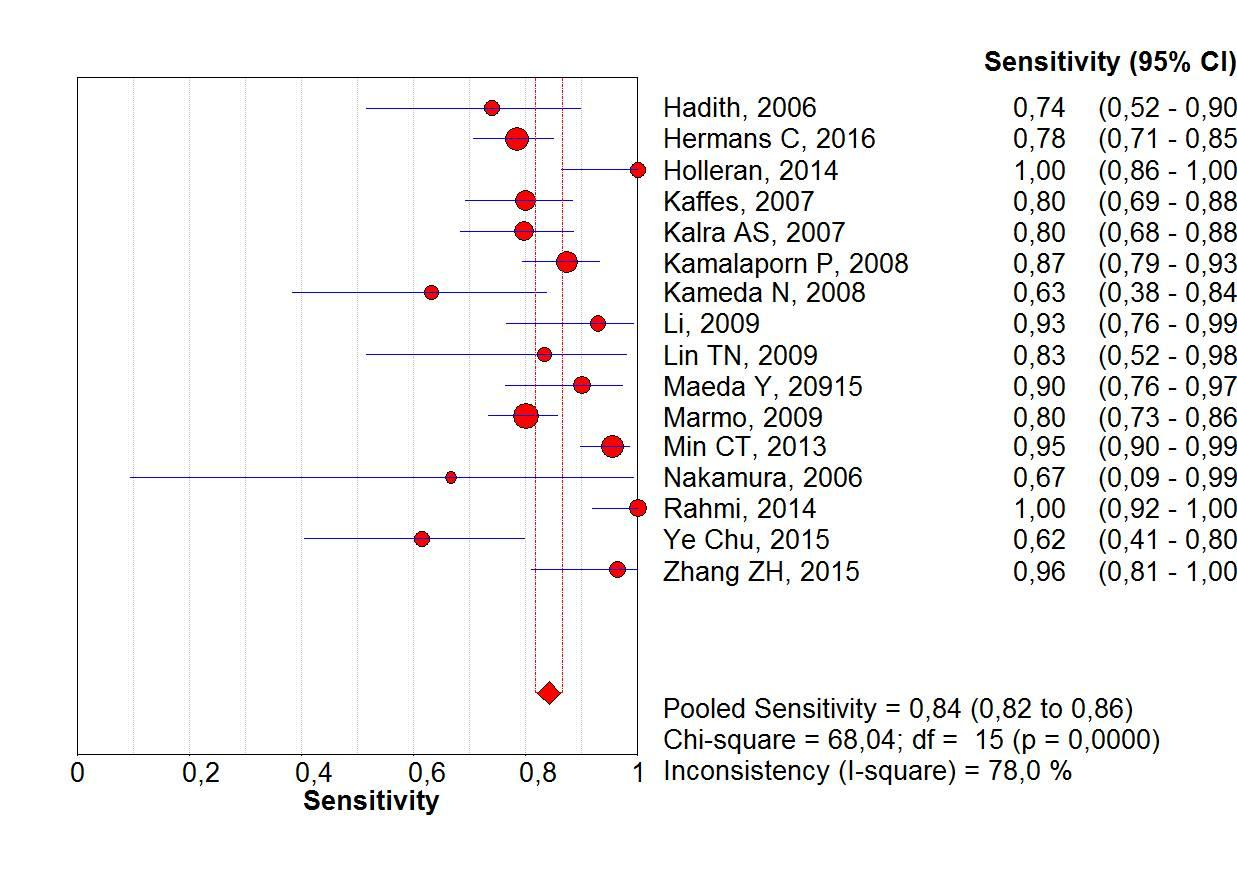 Sensitivity (95% CI)
Hadith, 2006 0,74 (0,52 - 0,90
Hermans C, 2016 0,78 (0,71 - 0,85
Holleran, 2014 1,00 (0,86 - 1,00
Kaffes, 2007 0,80 (0,69 - 0,88
Kalra AS, 2007 0,80 (0,68 - 0,88
Kamalaporn P, 2008 0,87 (0,79 - 0,93
Kameda N, 2008 0,63 (0,38 - 0,84
Li, 2009 0,93 (0,76 - 0,99
Lin TN, 2009 0,83 (0,52 - 0,98
Maeda Y, 20915 0,90 (0,76 - 0,97
Marmo, 2009 0,80 (0,73 - 0,86
Min CT, 2013 0,95 (0,90 - 0,99
Nakamura, 2006 0,67 (0,09 - 0,99
Rahmi, 2014 1,00 (0,92 - 1,00
Ye Chu, 2015 0,62 (0,41 - 0,80
Zhang ZH, 2015 0,96 (0,81 - 1,00
Pooled Sensitivity = 0,84 (0,82 to 0,86)
Chi-square = 68,04; df = 15 (p = 0,0000)
Inconsistency (I-square) = 78,0 %
0 0,2 0,4 0,6 0,8 1
Sensitivity